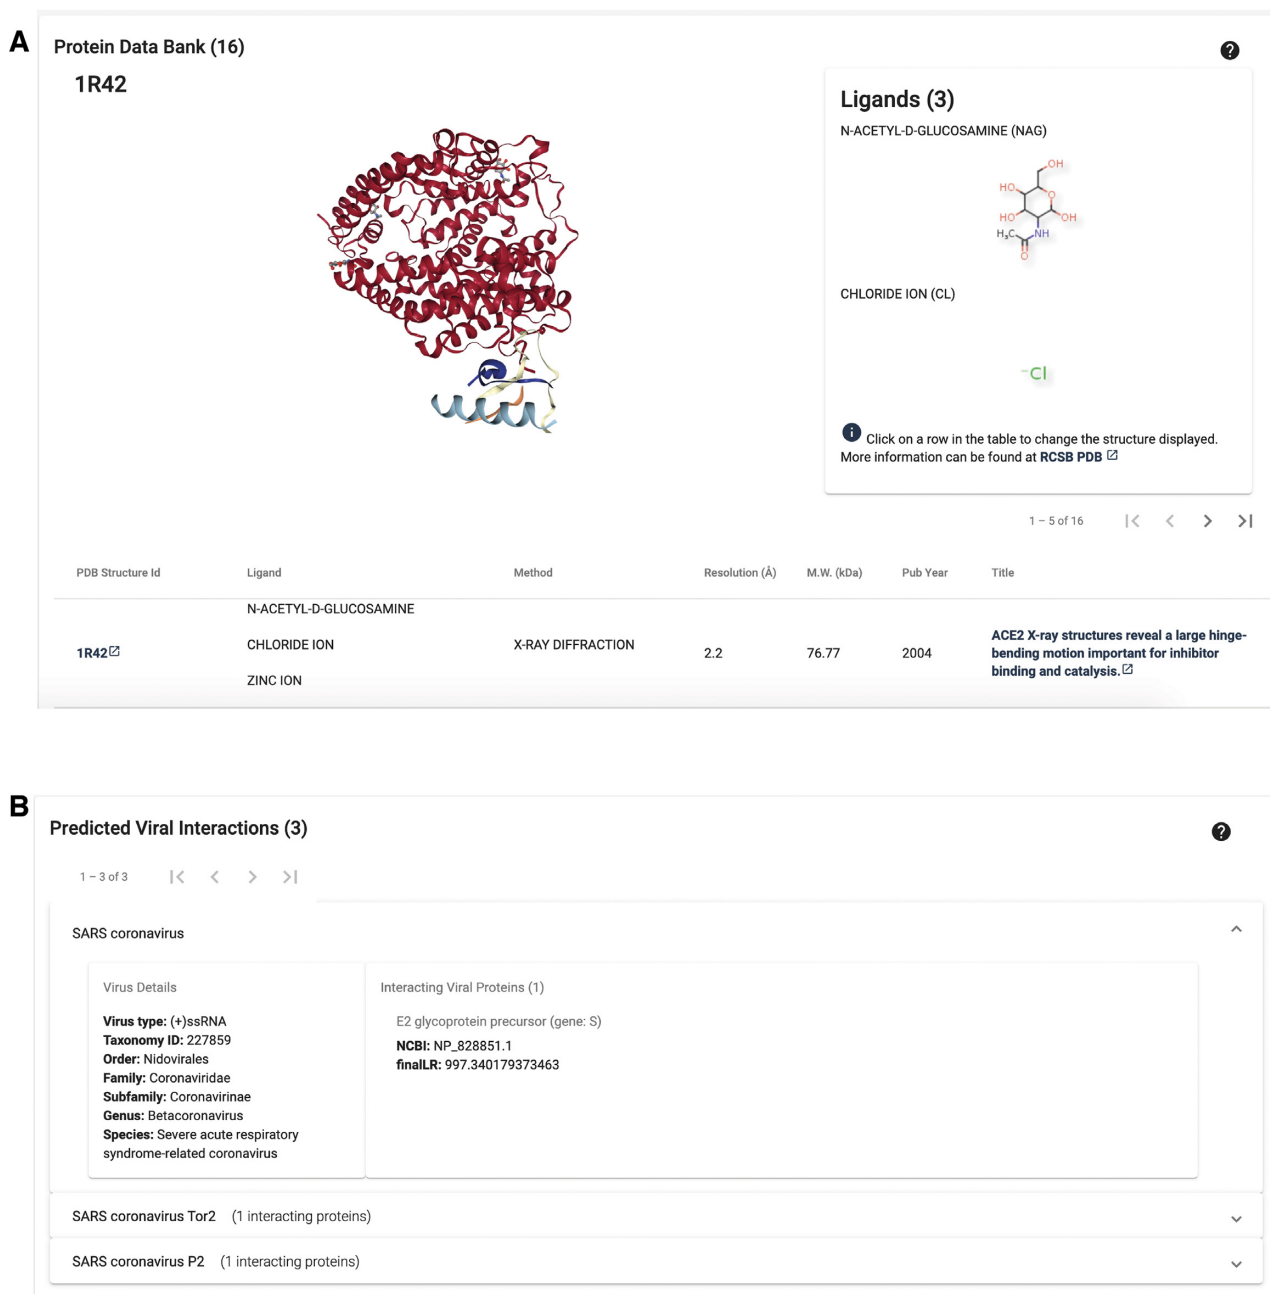 A
Protein Data Bank (16)
1R42
Ligands (3)
N-ACETYL-D-GLUCOSAMINE (NAG)
OH
HO
O
HO
OH
H₃C
NH
O
CHLORIDE ION (CL)
⁻Cl
Click on a row in the table to change the structure displayed.
More information can be found at RCSB PDB
1 – 5 of 16
PDB Structure Id Ligand Method Resolution (Å) M.W. (kDa) Pub Year Title
N-ACETYL-D-GLUCOSAMINE
CHLORIDE ION
ZINC ION
1R42 X-RAY DIFFRACTION 2.2 76.77 2004
ACE2 X-ray structures reveal a large hinge-
bending motion important for inhibitor
binding and catalysis.
B
Predicted Viral Interactions (3)
1 – 3 of 3
SARS coronavirus
Virus Details
Virus type: (+)ssRNA
Taxonomy ID: 227859
Order: Nidovirales
Family: Coronaviridae
Subfamily: Coronavirinae
Genus: Betacoronavirus
Species: Severe acute respiratory
syndrome-related coronavirus
Interacting Viral Proteins (1)
E2 glycoprotein precursor (gene: S)
NCBI: NP_828851.1
finalLR: 997.340179373463
SARS coronavirus Tor2 (1 interacting proteins)
SARS coronavirus P2 (1 interacting proteins)